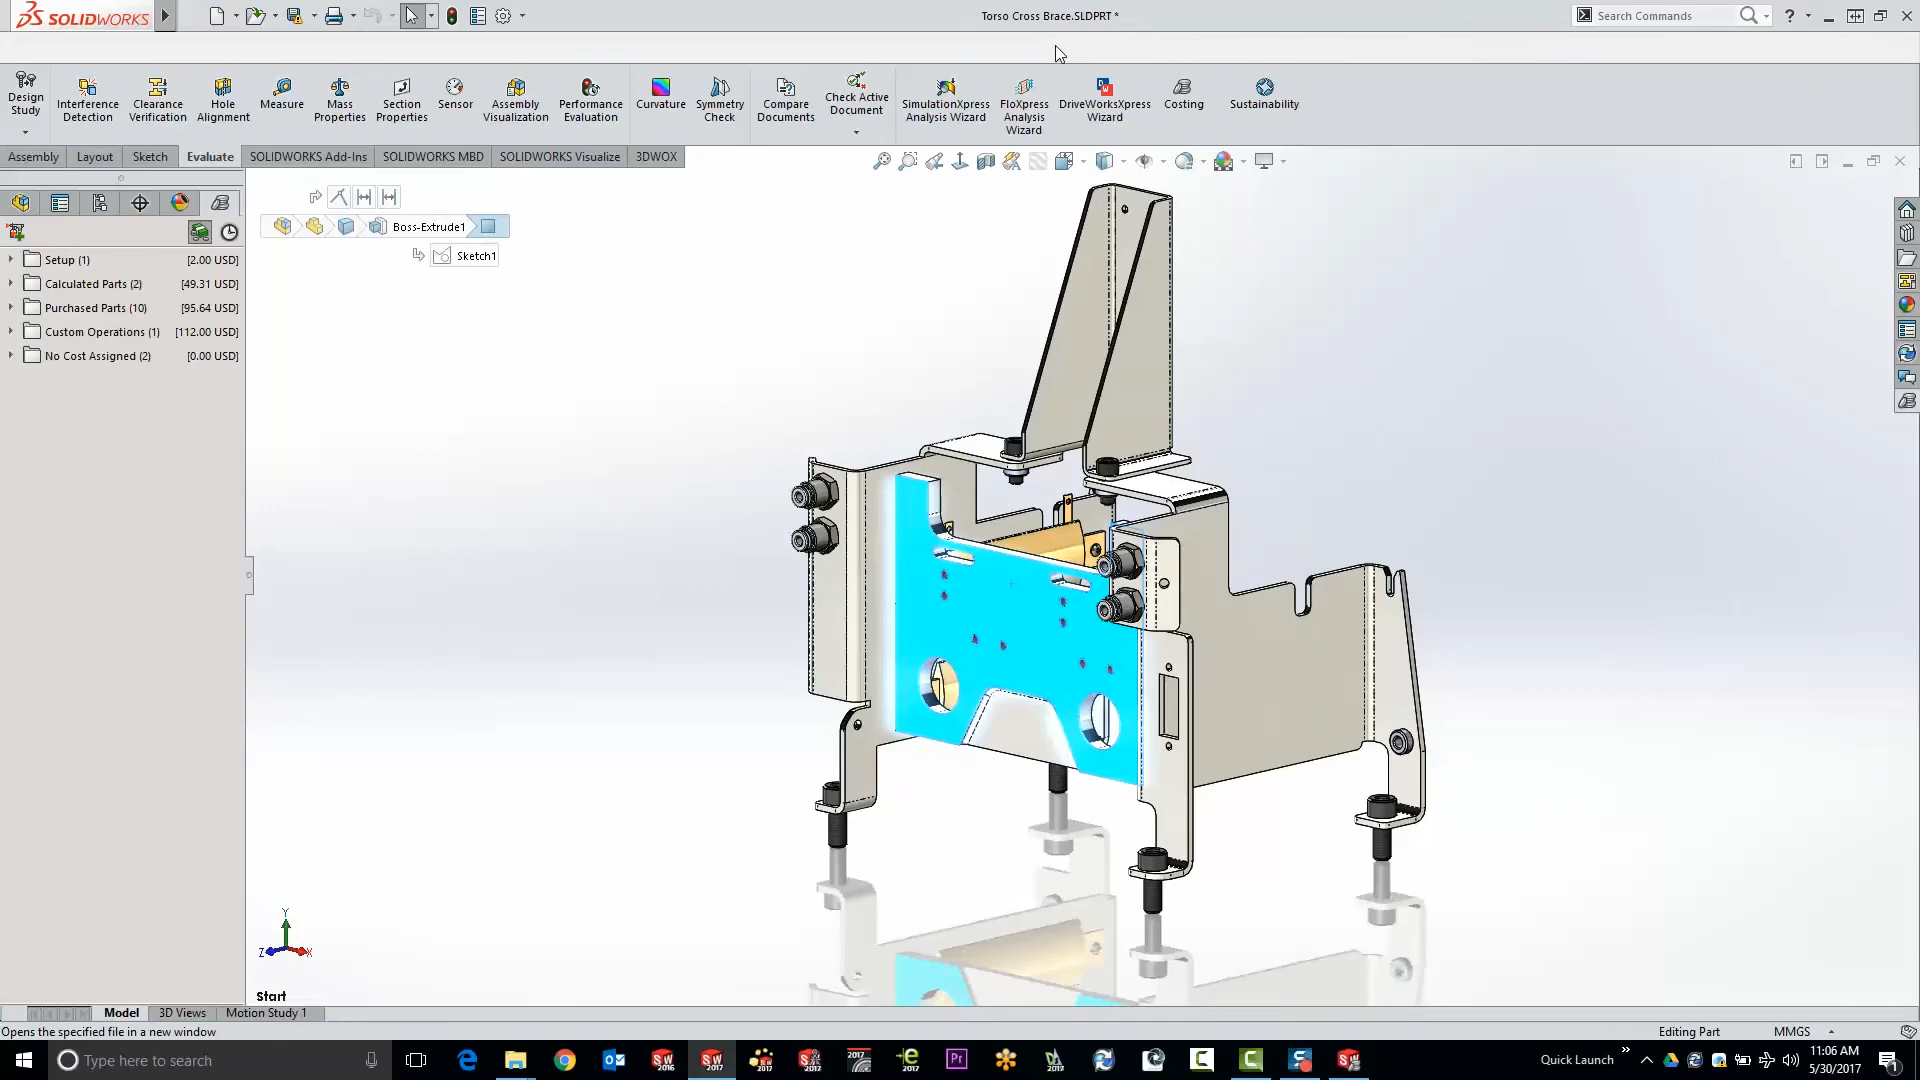 SOLIDWORKS
Torso Cross Brace.SLDPRT *
Search Commands
?
Design Study
Interference Detection
Clearance Verification
Hole Alignment
Measure
Mass Properties
Section Properties
Sensor
Assembly Visualization
Performance Evaluation
Curvature
Symmetry Check
Compare Documents
Check Active Document
SimulationXpress Analysis Wizard
FloXpress Analysis Wizard
DriveWorksXpress Wizard
Costing
Sustainability
Assembly
Layout
Sketch
Evaluate
SOLIDWORKS Add-Ins
SOLIDWORKS MBD
SOLIDWORKS Visualize
3DWOX
Boss-Extrude1
Sketch1
Setup (1) [2.00 USD]
Calculated Parts (2) [49.31 USD]
Purchased Parts (10) [95.64 USD]
Custom Operations (1) [112.00 USD]
No Cost Assigned (2) [0.00 USD]
Y
Z
X
Start
Model
3D Views
Motion Study 1
Opens the specified file in a new window
Editing Part
MMGS
Type here to search
Quick Launch
11:06 AM
5/30/2017